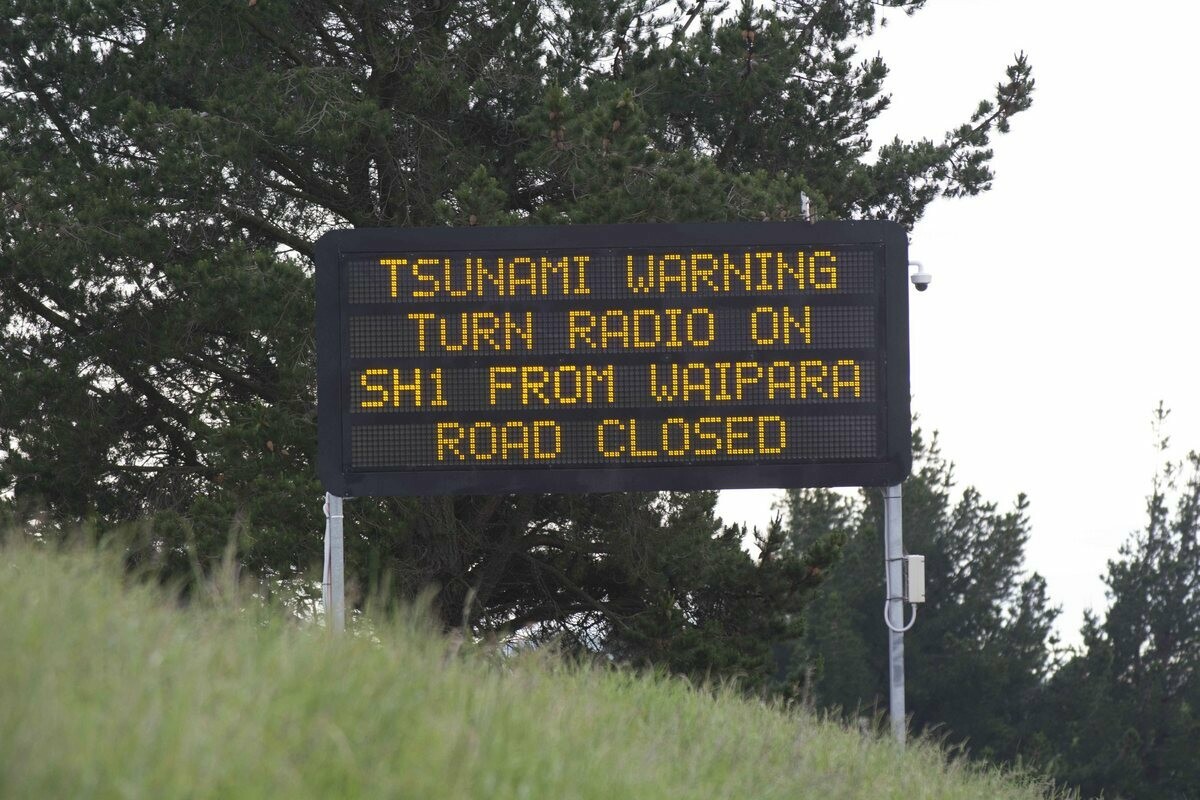 TSUNAMI WARNING
TURN RADIO ON
SH1 FROM WAIPARA
ROAD CLOSED